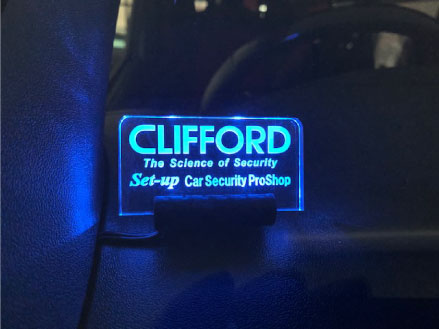 CLIFFORD
The Science of Security
Set-up Car Security ProShop